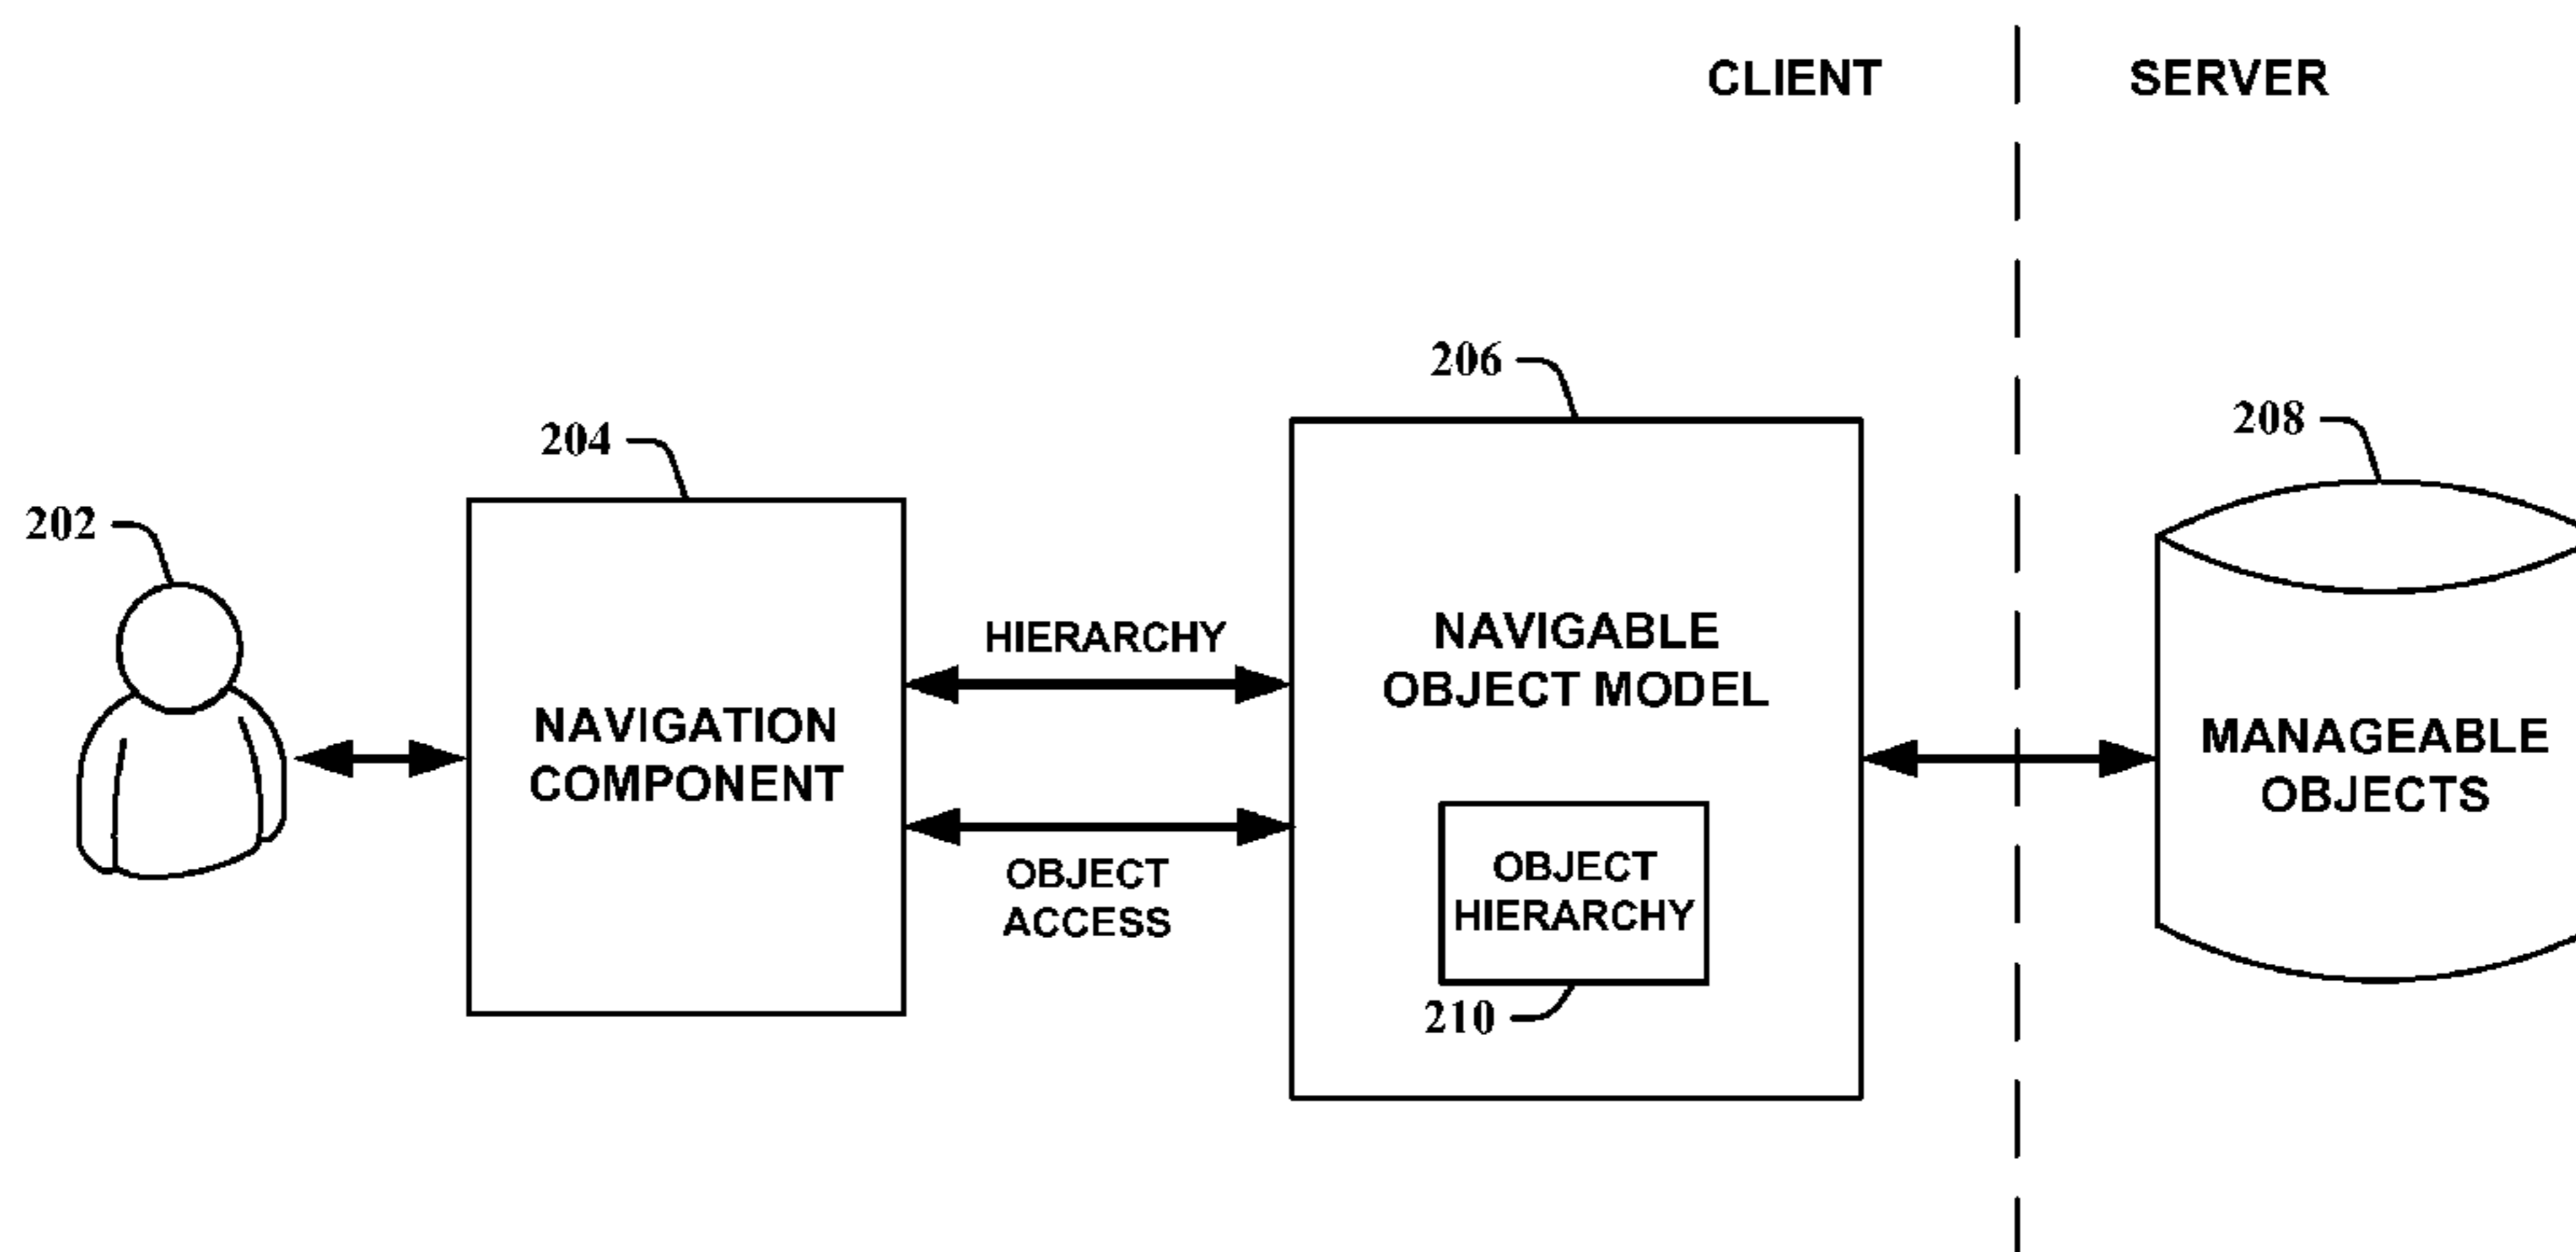 CLIENT
SERVER
206
208
204
202
HIERARCHY
NAVIGABLE
OBJECT MODEL
NAVIGATION
COMPONENT
MANAGEABLE
OBJECTS
OBJECT
ACCESS
OBJECT
HIERARCHY
210